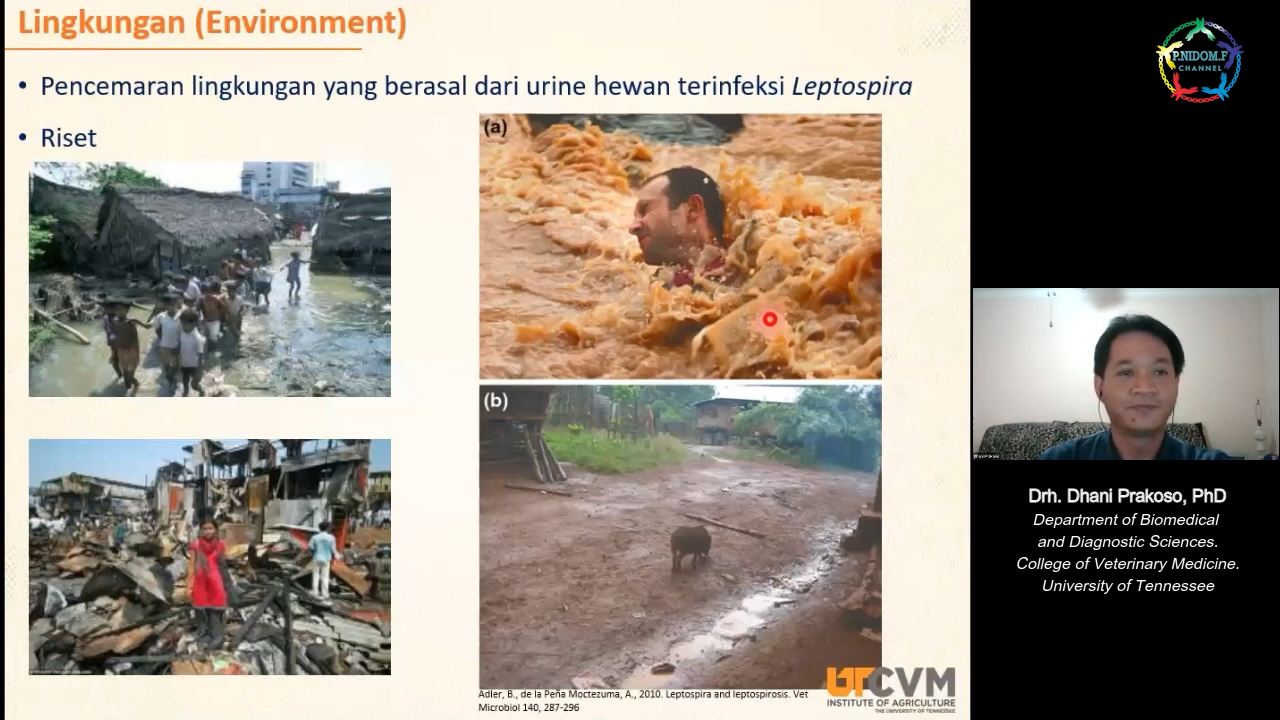 Lingkungan (Environment)
• Pencemaran lingkungan yang berasal dari urine hewan terinfeksi Leptospira
• Riset
(a)
(b)
Adler, B., de la Peña Moctezuma, A., 2010. Leptospira and leptospirosis. Vet
Microbiol 140, 287-296
UTCVM
INSTITUTE OF AGRICULTURE
THE UNIVERSITY OF TENNESSEE
P.NIDOM.F
CHANNEL
Drh. Dhani Prakoso, PhD
Department of Biomedical
and Diagnostic Sciences.
College of Veterinary Medicine.
University of Tennessee